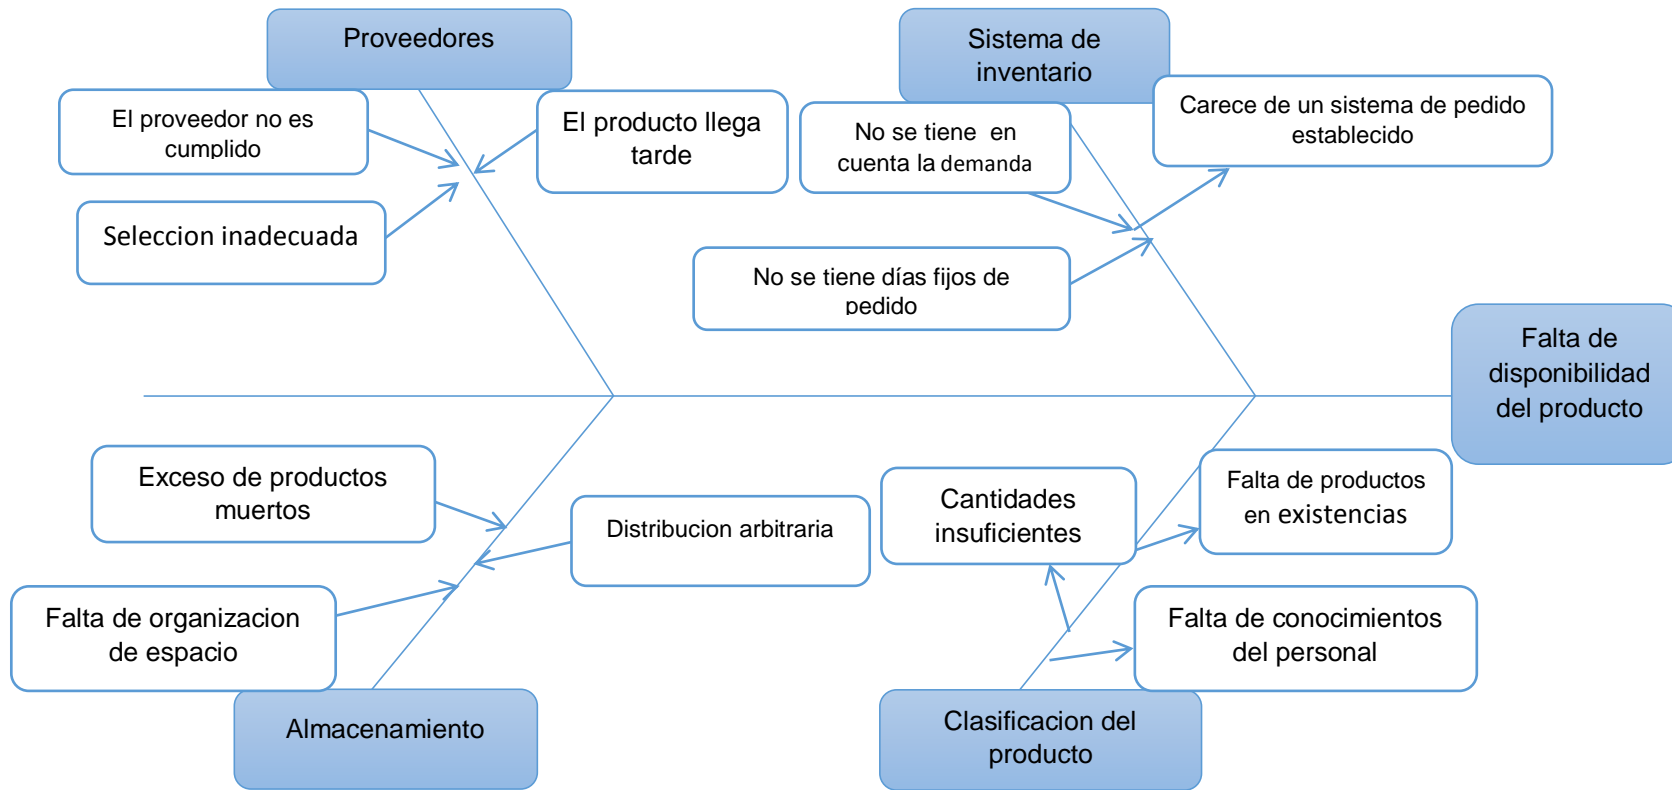 Proveedores
Sistema de
inventario
El proveedor no es
cumplido
El producto llega
tarde
Seleccion inadecuada
No se tiene en
cuenta la demanda
Carece de un sistema de pedido
establecido
No se tiene días fijos de
pedido
Falta de
disponibilidad
del producto
Exceso de productos
muertos
Distribucion arbitraria
Falta de organizacion
de espacio
Cantidades
insuficientes
Falta de productos
en existencias
Falta de conocimientos
del personal
Almacenamiento
Clasificacion del
producto